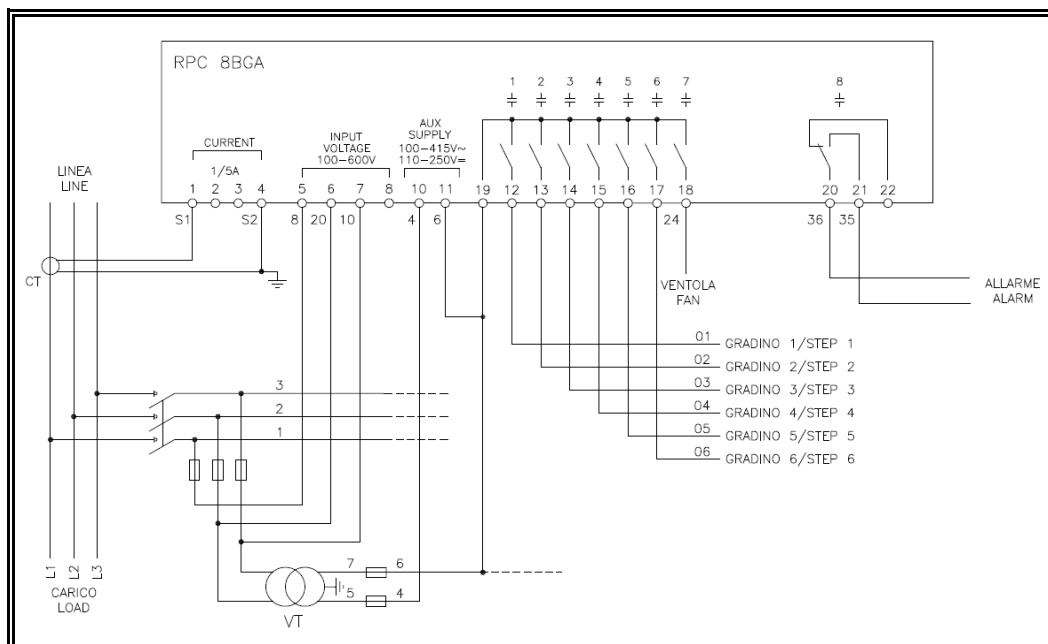 RPC 8BGA
1 2 3 4 5 6 7 8
CURRENT
1/5A
INPUT
VOLTAGE
100-600V
AUX
SUPPLY
100-415V~
110-250V=
LINEA
LINE
1 2 3 4 5 6 7 8 10 11 19 12 13 14 15 16 17 18 20 21 22
S1 S2 8 20 10 4 6 24 36 35
CT
VENTOLA
FAN
ALLARME
ALARM
01 GRADINO 1/STEP 1
02 GRADINO 2/STEP 2
03 GRADINO 3/STEP 3
04 GRADINO 4/STEP 4
05 GRADINO 5/STEP 5
06 GRADINO 6/STEP 6
3
2
1
7 6
5 4
VT
L1 L2 L3
CARICO
LOAD